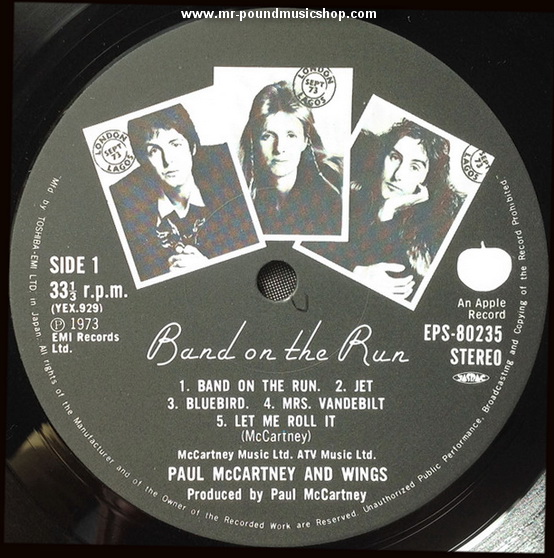 www.mr-poundmusicshop.com
LONDON
SEPT 73
LAGOS
LONDON
SEPT 73
LAGOS
SEPT 73
SIDE 1
33⅓ r.p.m.
(YEX.929)
Ⓟ 1973
EMI Records
Ltd.
An Apple
Record
EPS-80235
STEREO
JASRAC
Band on the Run
1. BAND ON THE RUN. 2. JET
3. BLUEBIRD. 4. MRS. VANDEBILT
5. LET ME ROLL IT
(McCartney)
McCartney Music Ltd. ATV Music Ltd.
PAUL McCARTNEY AND WINGS
Produced by Paul McCartney
Mfd by TOSHIBA-EMI LTD in Japan. All rights of the Manufacturer and of the Owner of the Recorded Work are Reserved. Unauthorized Public Performance, Broadcasting and Copying of the Record Prohibited